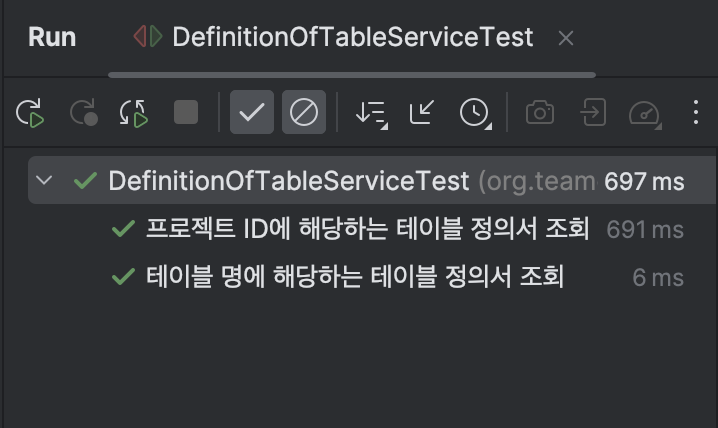 Run DefinitionOfTableServiceTest
DefinitionOfTableServiceTest (org.team 697 ms
프로젝트 ID에 해당하는 테이블 정의서 조회 691 ms
테이블 명에 해당하는 테이블 정의서 조회 6 ms